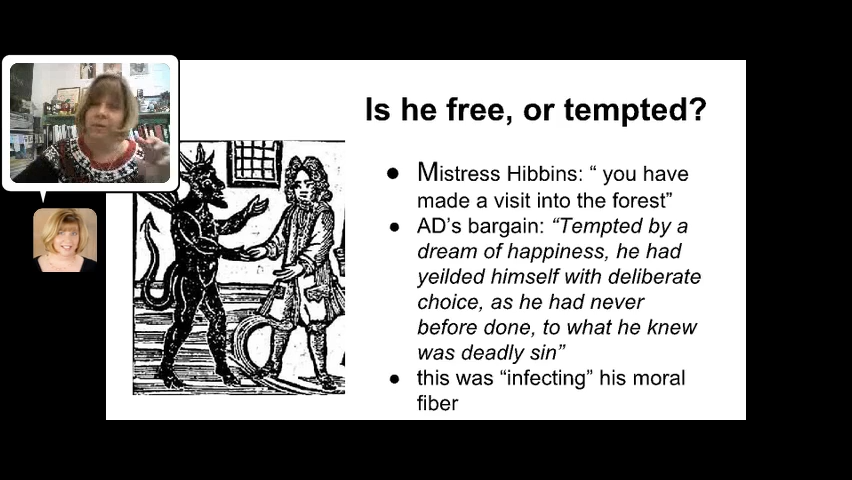 Is he free, or tempted?
● Mistress Hibbins: “ you have
made a visit into the forest”
● AD’s bargain: “Tempted by a
dream of happiness, he had
yeilded himself with deliberate
choice, as he had never
before done, to what he knew
was deadly sin”
● this was “infecting” his moral
fiber